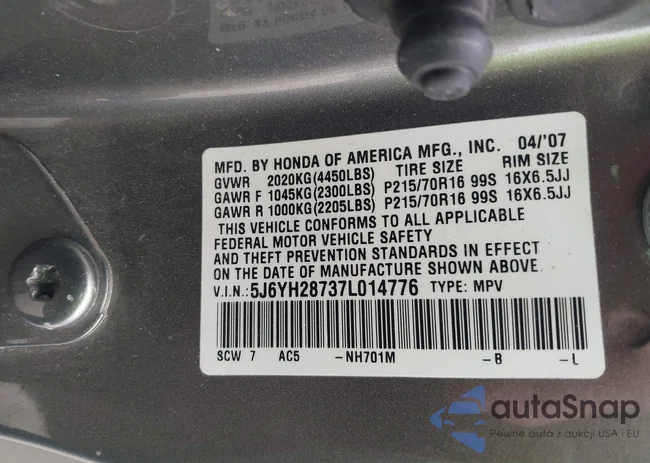 MFD. BY HONDA OF AMERICA MFG., INC. 04/'07
GVWR 2020KG(4450LBS) TIRE SIZE RIM SIZE
GAWR F 1045KG(2300LBS) P215/70R16 99S 16X6.5JJ
GAWR R 1000KG(2205LBS) P215/70R16 99S 16X6.5JJ
THIS VEHICLE CONFORMS TO ALL APPLICABLE
FEDERAL MOTOR VEHICLE SAFETY
AND THEFT PREVENTION STANDARDS IN EFFECT
ON THE DATE OF MANUFACTURE SHOWN ABOVE.
V.I.N.:5J6YH28737L014776 TYPE: MPV
SCW 7 AC5 -NH701M -B -L
autaSnap
Pewne auta z aukcji USA i EU